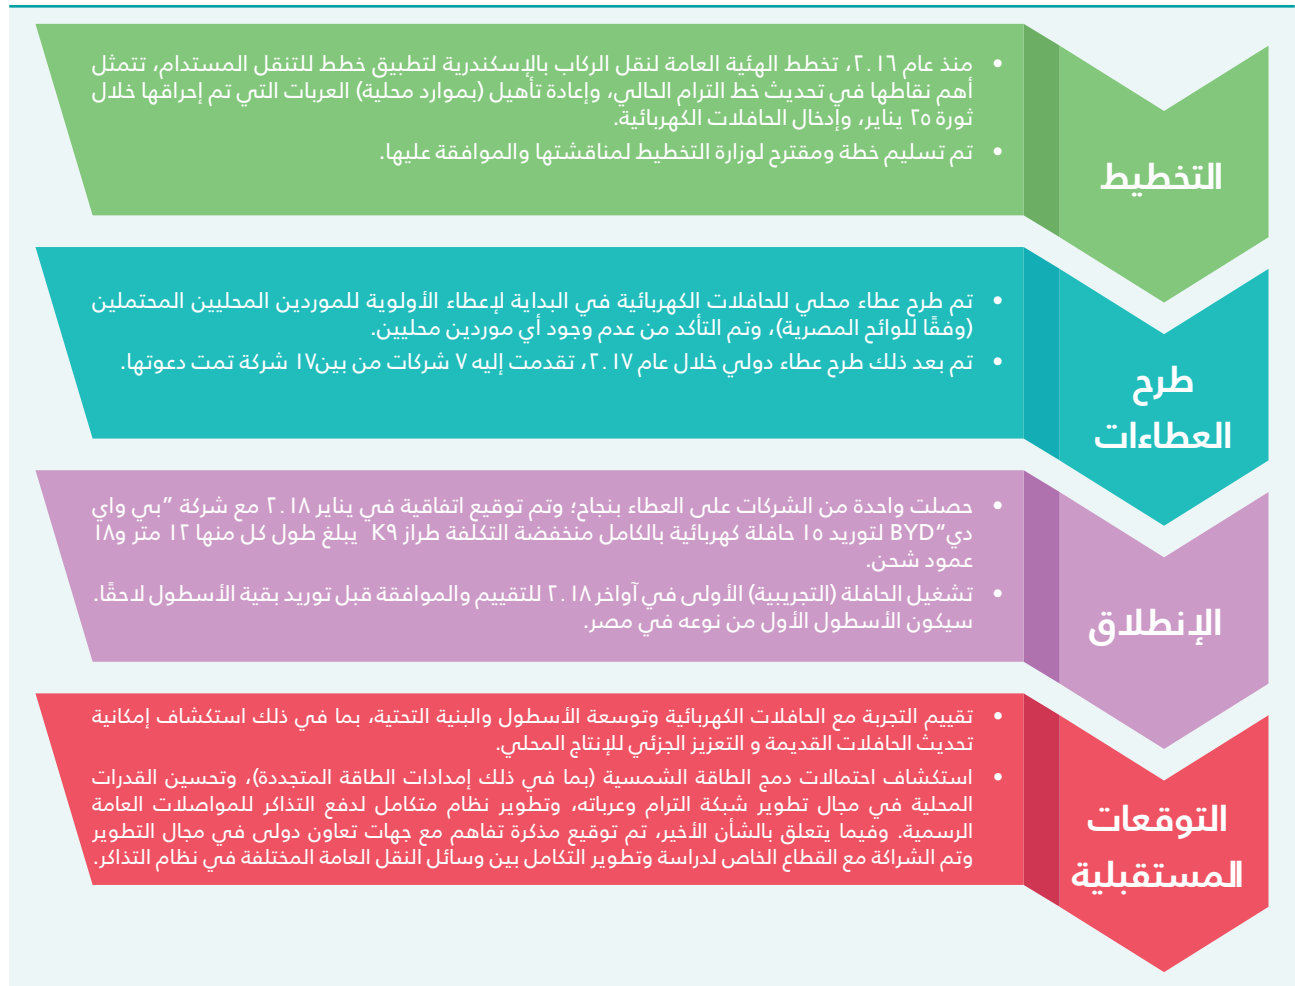 التخطيط
• منذ عام ٢٠١٦، تخطط الهئية العامة لنقل الركاب بالإسكندرية لتطبيق خطط للتنقل المستدام، تتمثل
أهم نقاطها في تحديث خط الترام الحالي، وإعادة تأهيل (بموارد محلية) العربات التي تم إحراقها خلال
ثورة ٢٥ يناير، وإدخال الحافلات الكهربائية.
• تم تسليم خطة ومقترح لوزارة التخطيط لمناقشتها والموافقة عليها.
طرح
العطاءات
• تم طرح عطاء محلي للحافلات الكهربائية في البداية لإعطاء الأولوية للموردين المحليين المحتملين
(وفقًا للوائح المصرية)، وتم التأكد من عدم وجود أي موردين محليين.
• تم بعد ذلك طرح عطاء دولي خلال عام ٢٠١٧، تقدمت إليه ٧ شركات من بين١٧ شركة تمت دعوتها.
الإنطلاق
• حصلت واحدة من الشركات على العطاء بنجاح؛ وتم توقيع اتفاقية في يناير ٢٠١٨ مع شركة "بي واي
دي"BYD لتوريد ١٥ حافلة كهربائية بالكامل منخفضة التكلفة طراز K٩ يبلغ طول كل منها ١٢ متر و١٨
عمود شحن.
• تشغيل الحافلة (التجريبية) الأولى في آواخر ٢٠١٨ للتقييم والموافقة قبل توريد بقية الأسطول لاحقًا.
سيكون الأسطول الأول من نوعه في مصر.
التوقعات
المستقبلية
• تقييم التجربة مع الحافلات الكهربائية وتوسعة الأسطول والبنية التحتية، بما في ذلك استكشاف إمكانية
تحديث الحافلات القديمة و التعزيز الجزئي للإنتاج المحلي.
• استكشاف احتمالات دمج الطاقة الشمسية (بما في ذلك إمدادات الطاقة المتجددة)، وتحسين القدرات
المحلية في مجال تطوير شبكة الترام وعرباته، وتطوير نظام متكامل لدفع التذاكر للمواصلات العامة
الرسمية. وفيما يتعلق بالشأن الأخير، تم توقيع مذكرة تفاهم مع جهات تعاون دولى في مجال التطوير
وتم الشراكة مع القطاع الخاص لدراسة وتطوير التكامل بين وسائل النقل العامة المختلفة في نظام التذاكر.